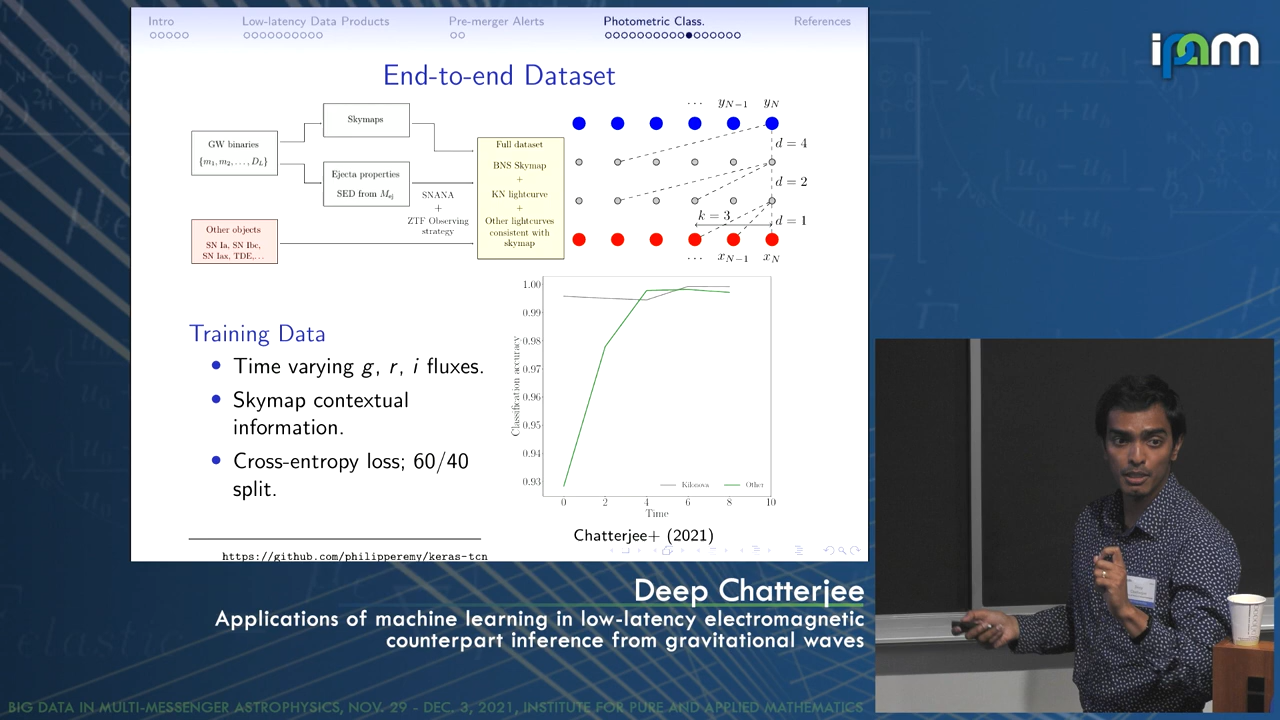 Intro
Low-latency Data Products
Pre-merger Alerts
Photometric Class.
References
ipam
End-to-end Dataset
GW binaries
{m₁, m₂, ..., D_L}
Skymaps
Ejecta properties
SED from M_ej
SNANA
+
ZTF Observing
strategy
Other objects
SN Ia, SN Ibc,
SN Iax, TDE,...
Full dataset
BNS Skymap
+
KN lightcurve
+
Other lightcurves
consistent with
skymap
... y_{N−1} y_N
d = 4
d = 2
k = 3
d = 1
... x_{N−1} x_N
Training Data
• Time varying g, r, i fluxes.
• Skymap contextual
information.
• Cross-entropy loss; 60/40
split.
Classification accuracy
1.00
0.99
0.98
0.97
0.96
0.95
0.94
0.93
Kilonova
Other
0 2 4 6 8 10
Time
Chatterjee+ (2021)
https://github.com/philipperemy/keras-tcn
Deep Chatterjee
Applications of machine learning in low-latency electromagnetic
counterpart inference from gravitational waves
BIG DATA IN MULTI-MESSENGER ASTROPHYSICS, NOV. 29 - DEC. 3, 2021, INSTITUTE FOR PURE AND APPLIED MATHEMATICS